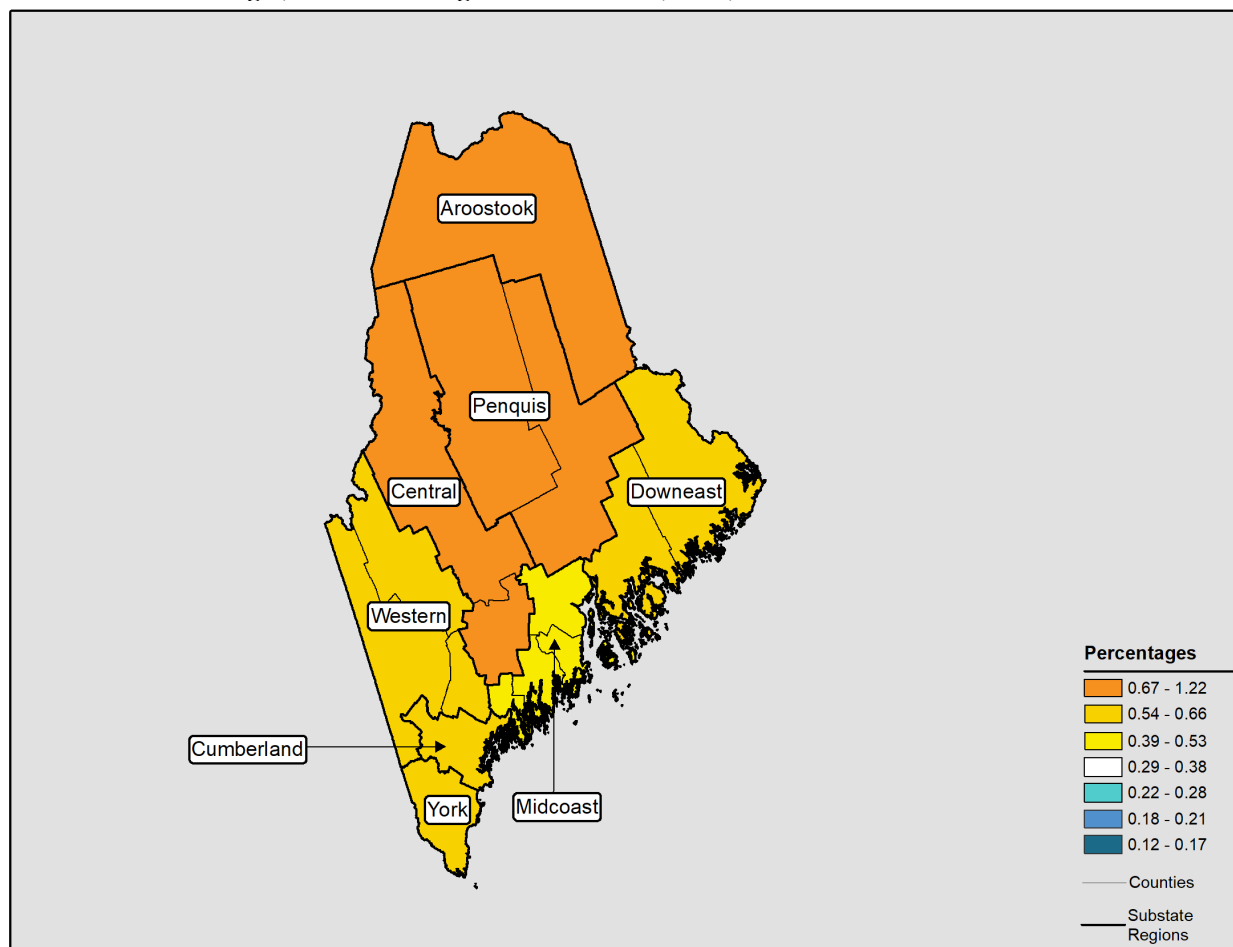 Aroostook
Penquis
Central
Downeast
Western
Cumberland
York
Midcoast
Percentages
0.67 - 1.22
0.54 - 0.66
0.39 - 0.53
0.29 - 0.38
0.22 - 0.28
0.18 - 0.21
0.12 - 0.17
Counties
Substate
Regions